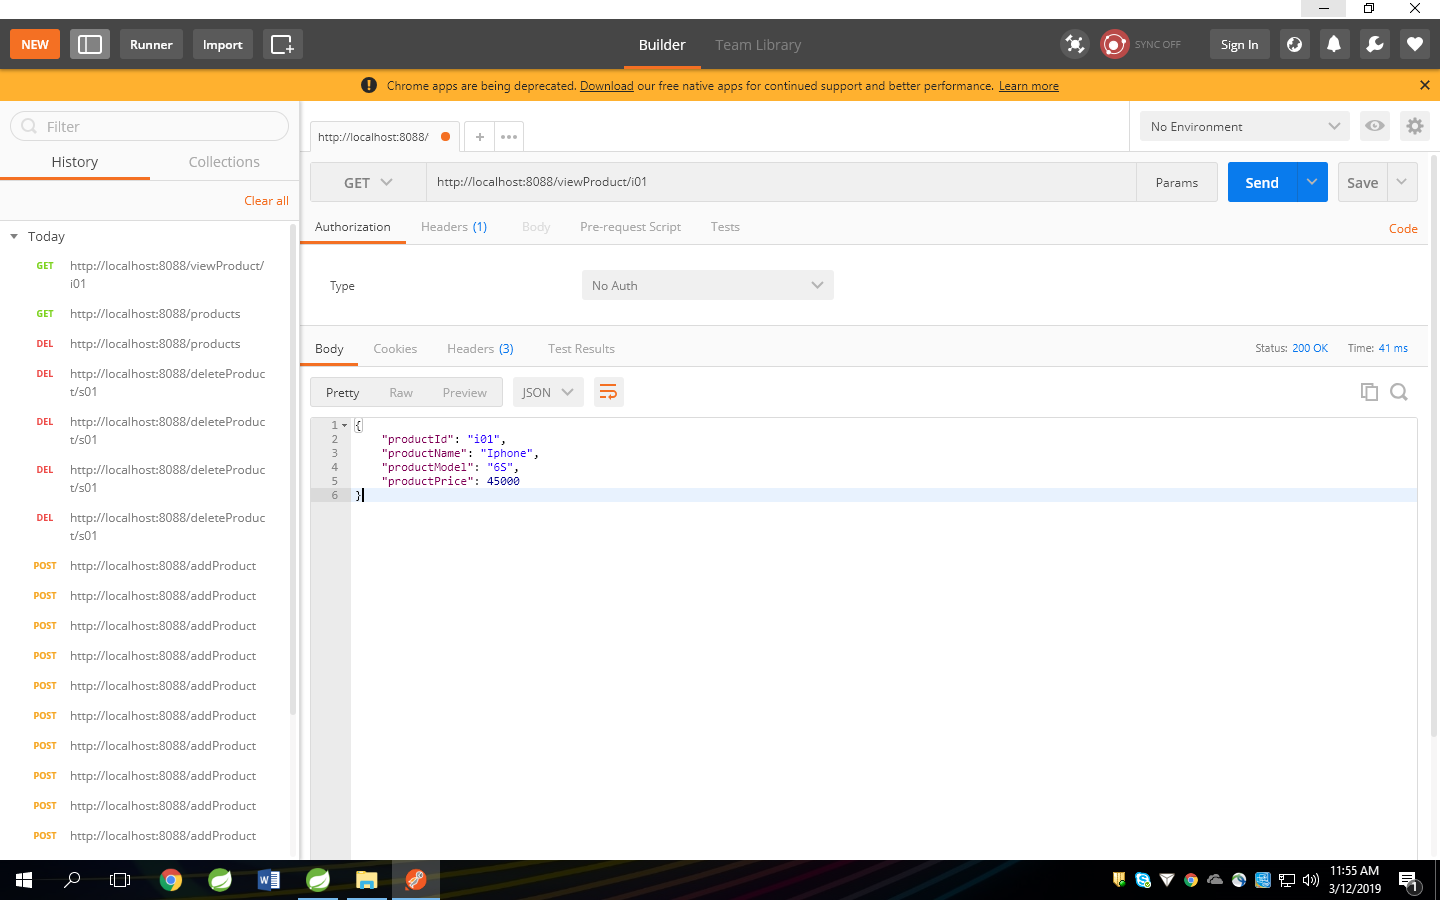 NEW
Runner
Import
Builder
Team Library
SYNC OFF
Sign In
Chrome apps are being deprecated. Download our free native apps for continued support and better performance. Learn more
Filter
History
Collections
Clear all
Today
GET http://localhost:8088/viewProduct/
i01
GET http://localhost:8088/products
DEL http://localhost:8088/products
DEL http://localhost:8088/deleteProduc
t/s01
DEL http://localhost:8088/deleteProduc
t/s01
DEL http://localhost:8088/deleteProduc
t/s01
DEL http://localhost:8088/deleteProduc
t/s01
POST http://localhost:8088/addProduct
POST http://localhost:8088/addProduct
POST http://localhost:8088/addProduct
POST http://localhost:8088/addProduct
POST http://localhost:8088/addProduct
POST http://localhost:8088/addProduct
POST http://localhost:8088/addProduct
POST http://localhost:8088/addProduct
POST http://localhost:8088/addProduct
POST http://localhost:8088/addProduct
http://localhost:8088/
No Environment
GET
http://localhost:8088/viewProduct/i01
Params
Send
Save
Authorization
Headers (1)
Body
Pre-request Script
Tests
Code
Type
No Auth
Body
Cookies
Headers (3)
Test Results
Status: 200 OK
Time: 41 ms
Pretty
Raw
Preview
JSON
1 {
2 "productId": "i01",
3 "productName": "Iphone",
4 "productModel": "6S",
5 "productPrice": 45000
6 }
11:55 AM
3/12/2019
1